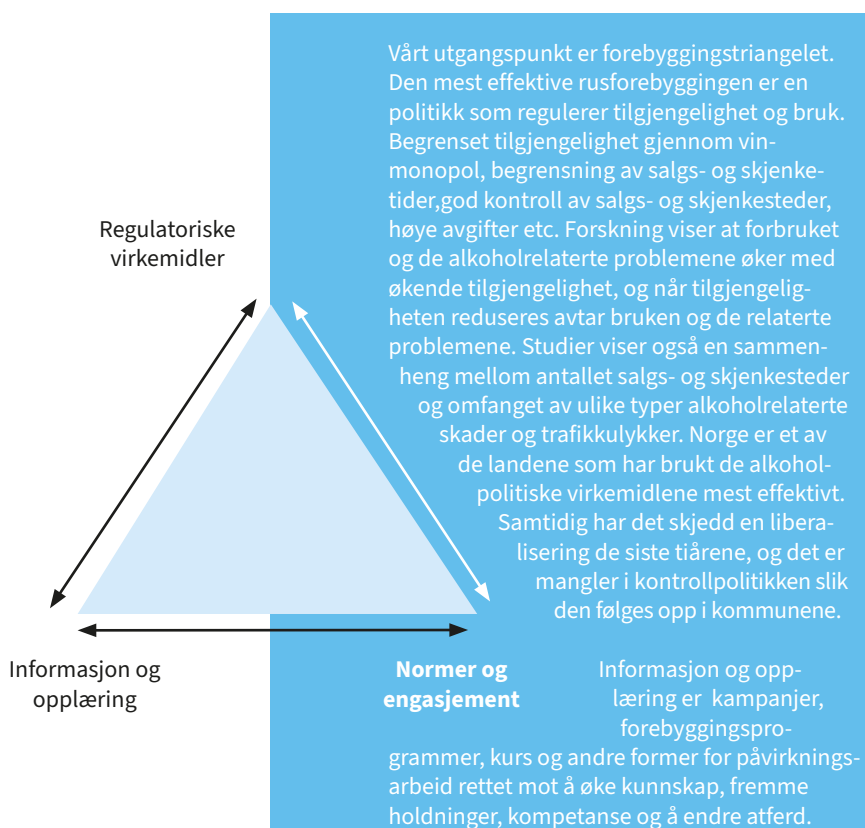 Vårt utgangspunkt er forebyggingstriangelet.
Den mest effektive rusforebyggingen er en
politikk som regulerer tilgjengelighet og bruk.
Begrenset tilgjengelighet gjennom vin-
monopol, begrensning av salgs- og skjenke-
tider,god kontroll av salgs- og skjenkesteder,
høye avgifter etc. Forskning viser at forbruket
og de alkoholrelaterte problemene øker med
økende tilgjengelighet, og når tilgjengelig-
heten reduseres avtar bruken og de relaterte
problemene. Studier viser også en sammen-
heng mellom antallet salgs- og skjenkesteder
og omfanget av ulike typer alkoholrelaterte
skader og trafikkulykker. Norge er et av
de landene som har brukt de alkohol-
politiske virkemidlene mest effektivt.
Samtidig har det skjedd en libera-
lisering de siste tiårene, og det er
mangler i kontrollpolitikken slik
den følges opp i kommunene.
Regulatoriske
virkemidler
Informasjon og
opplæring
Normer og
engasjement
Informasjon og opp-
læring er kampanjer,
forebyggingspro-
grammer, kurs og andre former for påvirknings-
arbeid rettet mot å øke kunnskap, fremme
holdninger, kompetanse og å endre atferd.